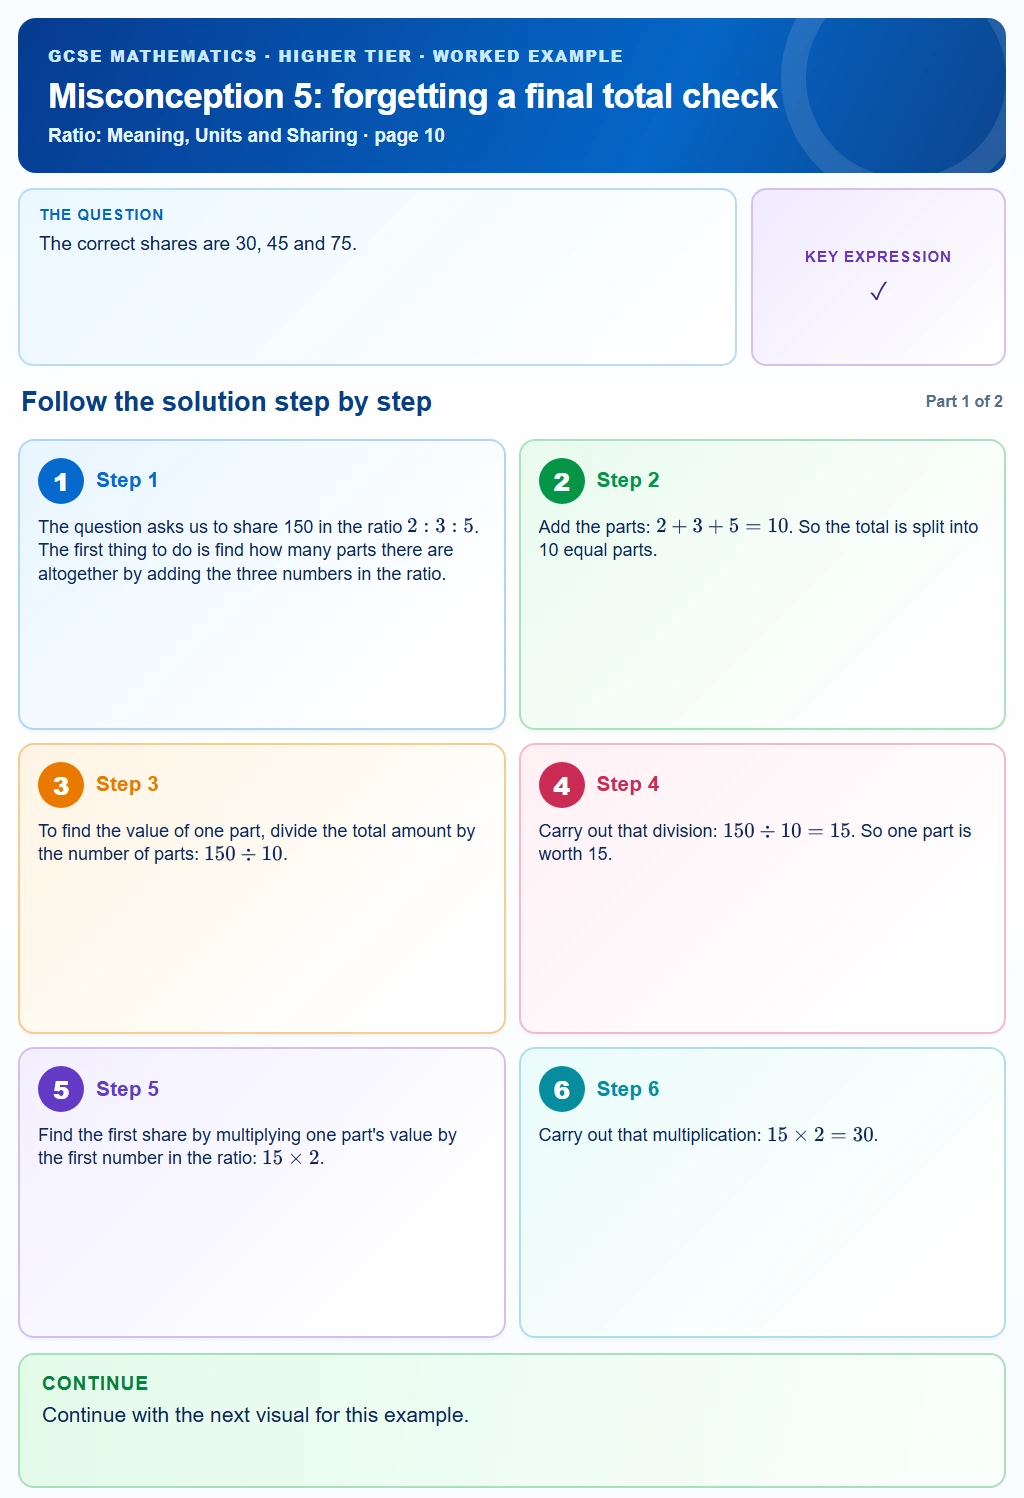 GCSE MATHEMATICS · HIGHER TIER · WORKED EXAMPLE
Misconception 5: forgetting a final total check
Ratio: Meaning, Units and Sharing · page 10
THE QUESTION
The correct shares are 30, 45 and 75.
KEY EXPRESSION
✓
Follow the solution step by step
Part 1 of 2
1 Step 1
The question asks us to share 150 in the ratio 2 : 3 : 5.
The first thing to do is find how many parts there are
altogether by adding the three numbers in the ratio.
2 Step 2
Add the parts: 2 + 3 + 5 = 10. So the total is split into
10 equal parts.
3 Step 3
To find the value of one part, divide the total amount by
the number of parts: 150 ÷ 10.
4 Step 4
Carry out that division: 150 ÷ 10 = 15. So one part is
worth 15.
5 Step 5
Find the first share by multiplying one part's value by
the first number in the ratio: 15 × 2.
6 Step 6
Carry out that multiplication: 15 × 2 = 30.
CONTINUE
Continue with the next visual for this example.